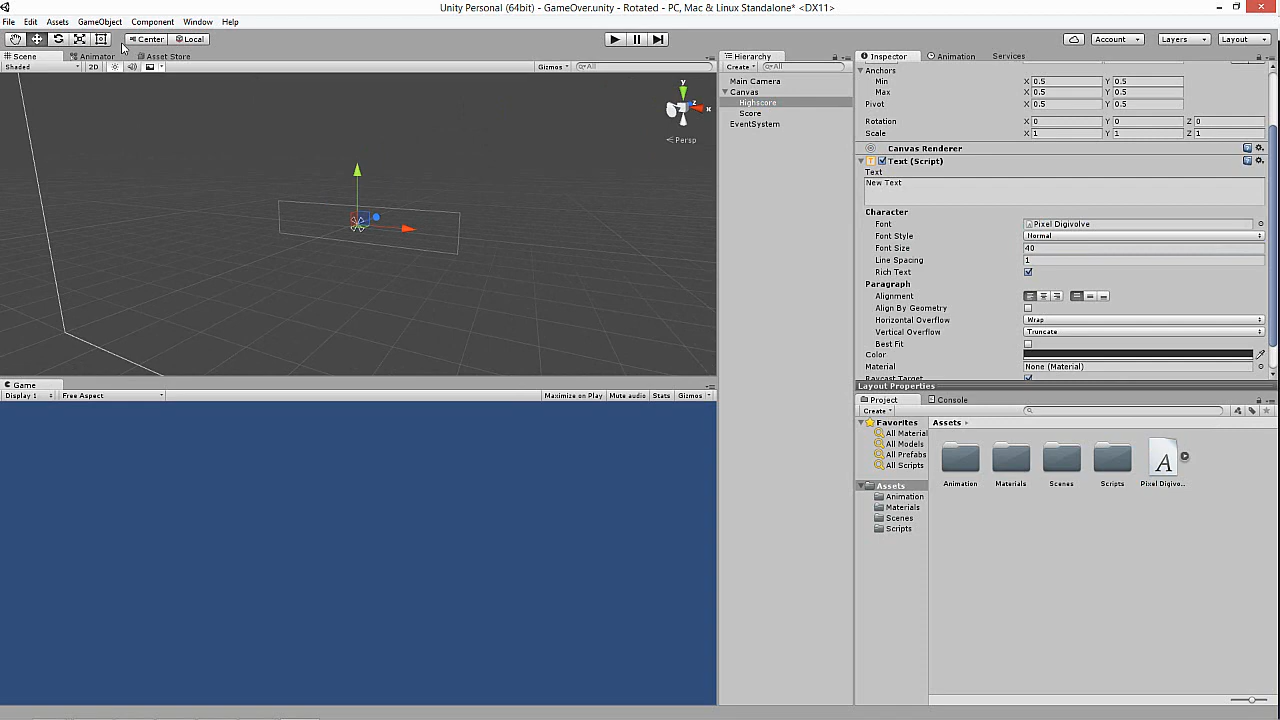 Unity Personal (64bit) - GameOver.unity - Rotated - PC, Mac & Linux Standalone* <DX11>
File Edit Assets GameObject Component Window Help
Center Local Account Layers Layout
Scene Animator Asset Store
Shaded 2D Gizmos All
y
z
x
Persp
Game
Display 1 Free Aspect Maximize on Play Mute audio Stats Gizmos
Hierarchy
Create All
Main Camera
Canvas
Highscore
Score
EventSystem
Inspector Animation Services
Anchors
Min X 0.5 Y 0.5
Max X 0.5 Y 0.5
Pivot X 0.5 Y 0.5
Rotation X 0 Y 0 Z 0
Scale X 1 Y 1 Z 1
Canvas Renderer
Text (Script)
Text
New Text
Character
Font Pixel Digivolve
Font Style Normal
Font Size 40
Line Spacing 1
Rich Text
Paragraph
Alignment
Align By Geometry
Horizontal Overflow Wrap
Vertical Overflow Truncate
Best Fit
Color
Material None (Material)
Raycast Target
Layout Properties
Project Console
Create
Favorites
All Material
All Models
All Prefabs
All Scripts
Assets
Animation
Materials
Scenes
Scripts
Assets
A
Animation Materials Scenes Scripts Pixel Digivo...